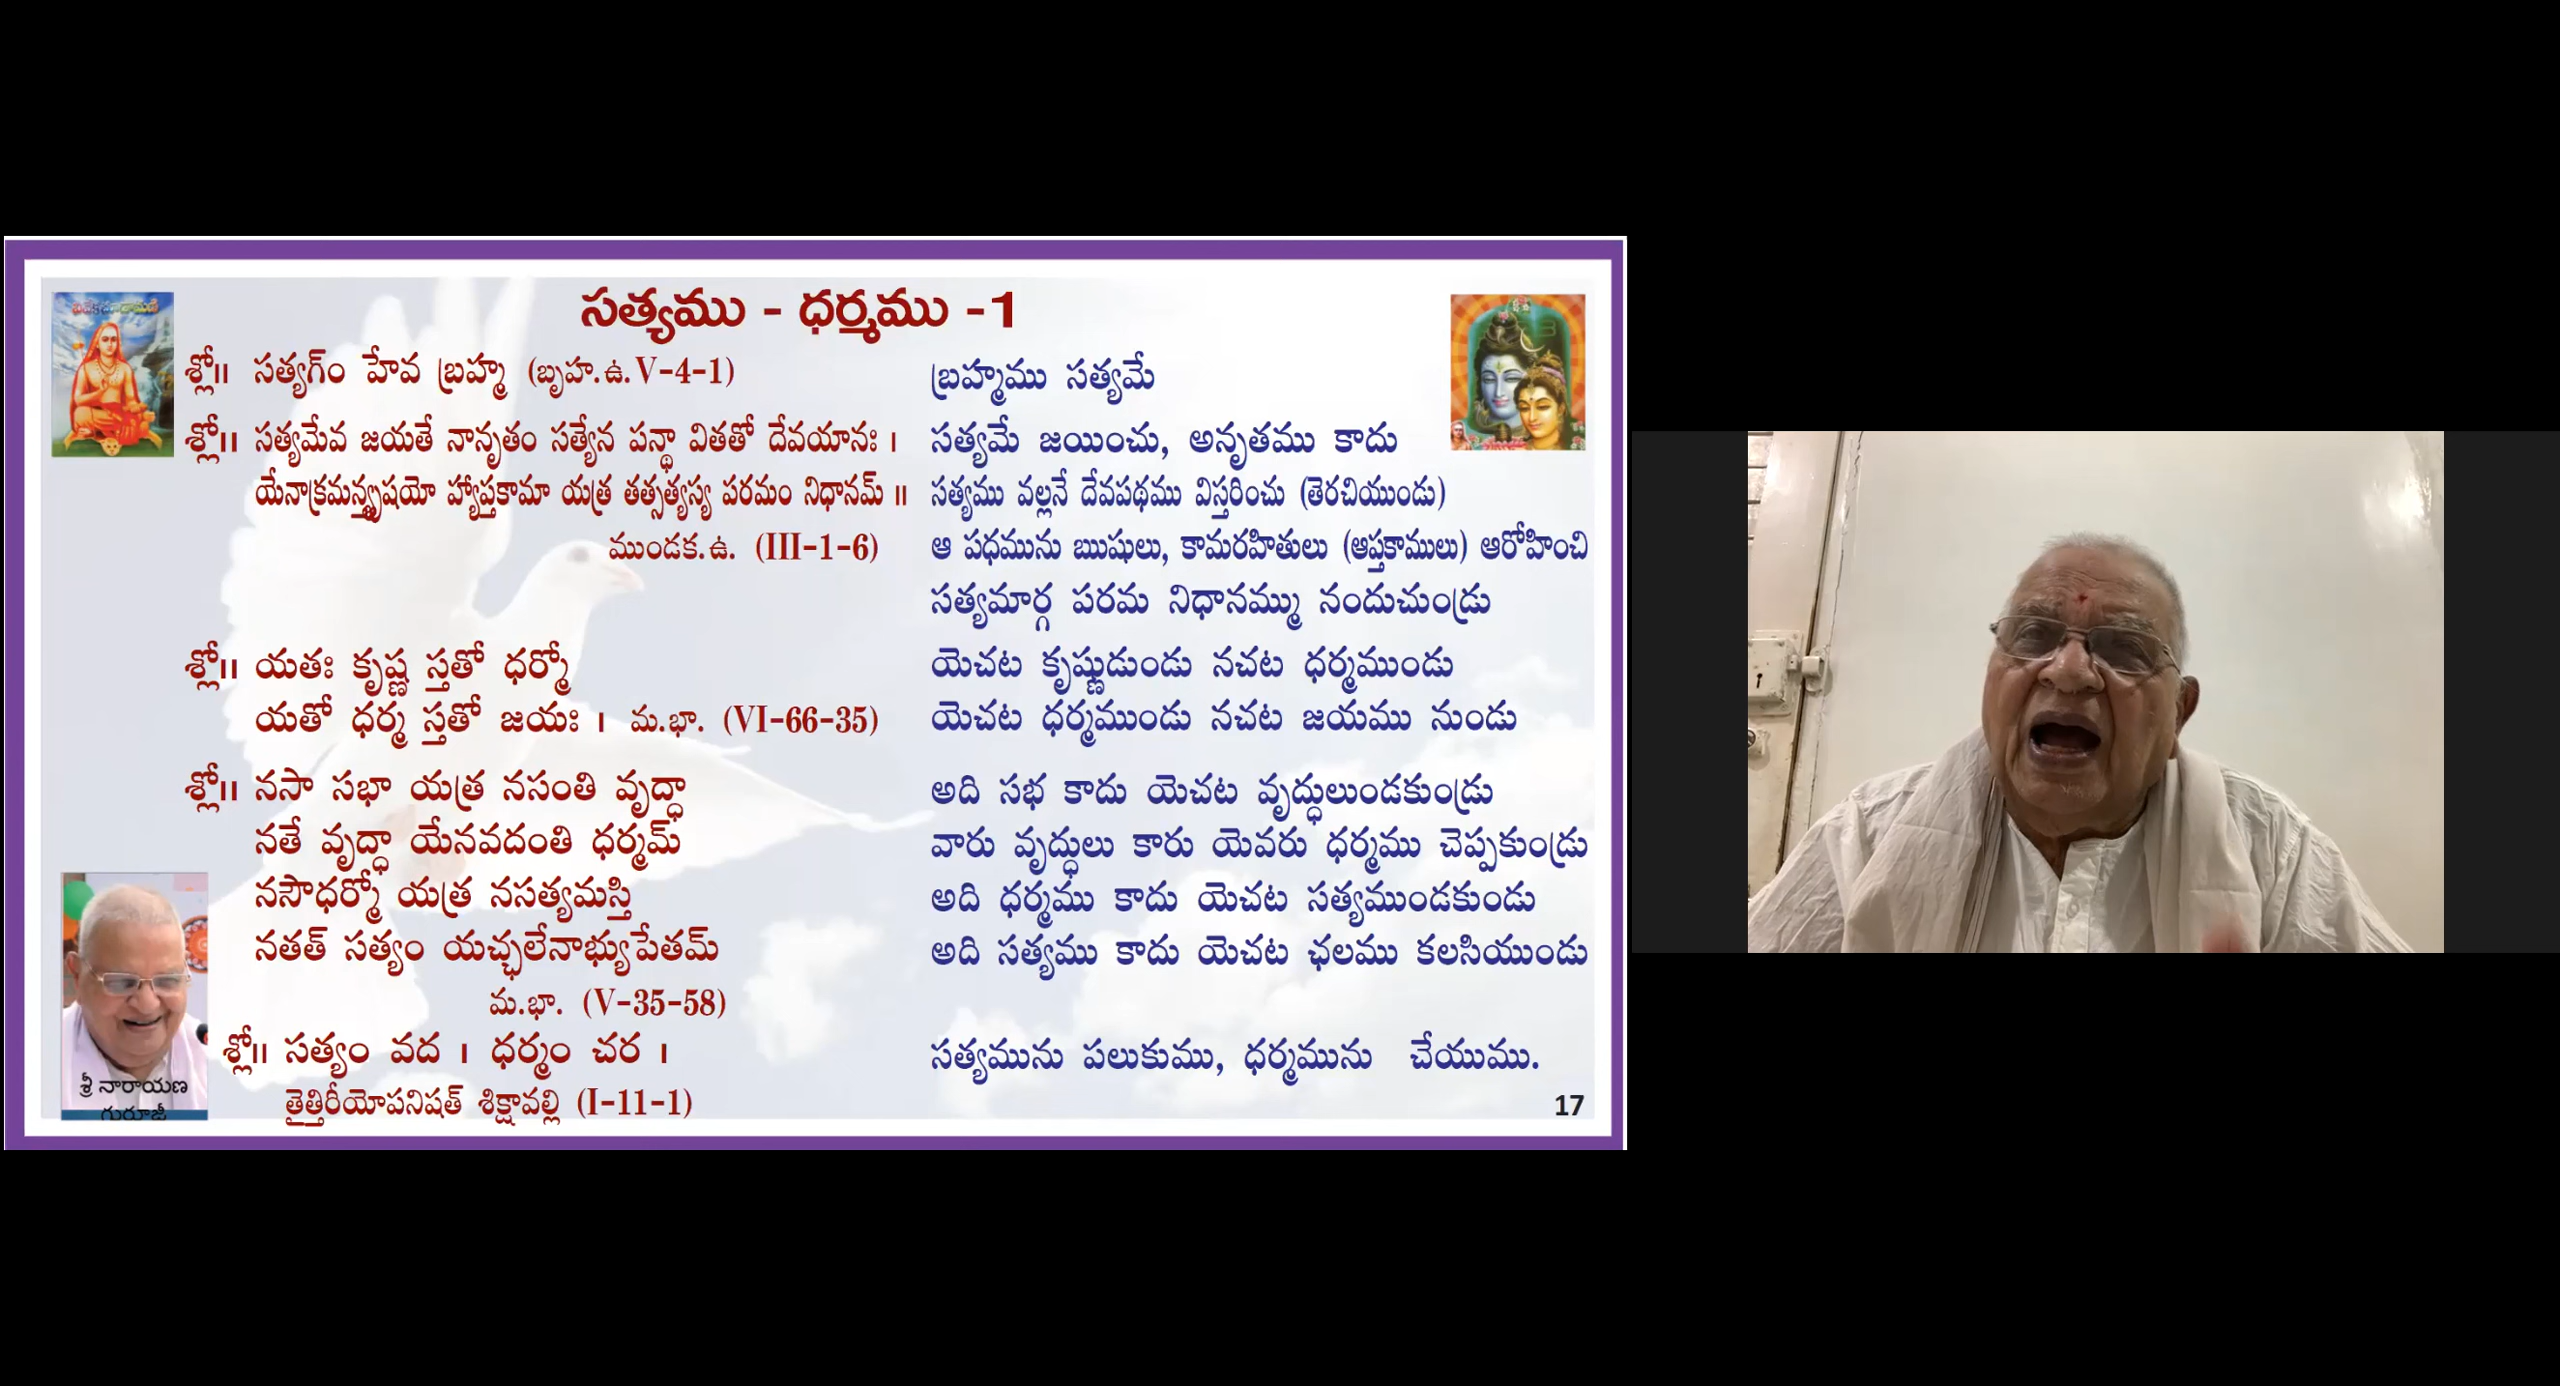 సత్యము - ధర్మము -1
వివేకచూడామణి
శ్లో॥ సత్యగ్ం హేవ బ్రహ్మ (బృహ.ఉ.V-4-1)
బ్రహ్మము సత్యమే
శ్లో॥ సత్యమేవ జయతే నానృతం సత్యేన పన్థా వితతో దేవయానః ।
సత్యమే జయించు, అనృతము కాదు
యేనాక్రమన్త్యృషయో హ్యాప్తకామా యత్ర తత్సత్యస్య పరమం నిధానమ్ ॥
సత్యము వల్లనే దేవపథము విస్తరించు (తెరచియుండు)
ముండక.ఉ. (III-1-6)
ఆ పధమును ఋషులు, కామరహితులు (ఆప్తకాములు) ఆరోహించి
సత్యమార్గ పరమ నిధానమ్ము నందుచుండ్రు
శ్లో॥ యతః కృష్ణ స్తతో ధర్మో
యెచట కృష్ణుడుండు నచట ధర్మముండు
యతో ధర్మ స్తతో జయః । మ.భా. (VI-66-35)
యెచట ధర్మముండు నచట జయము నుండు
శ్లో॥ నసా సభా యత్ర నసంతి వృద్ధా
అది సభ కాదు యెచట వృద్ధులుండకుండ్రు
నతే వృద్ధా యేనవదంతి ధర్మమ్
వారు వృద్ధులు కారు యెవరు ధర్మము చెప్పకుండ్రు
నసౌధర్మో యత్ర నసత్యమస్తి
అది ధర్మము కాదు యెచట సత్యముండకుండు
నతత్ సత్యం యచ్ఛలేనాభ్యుపేతమ్
అది సత్యము కాదు యెచట ఛలము కలసియుండు
మ.భా. (V-35-58)
శ్లో॥ సత్యం వద । ధర్మం చర ।
సత్యమును పలుకుము, ధర్మమును చేయుము.
తైత్తిరీయోపనిషత్ శిక్షావల్లి (I-11-1)
శ్రీ నారాయణ
గురూజీ
17